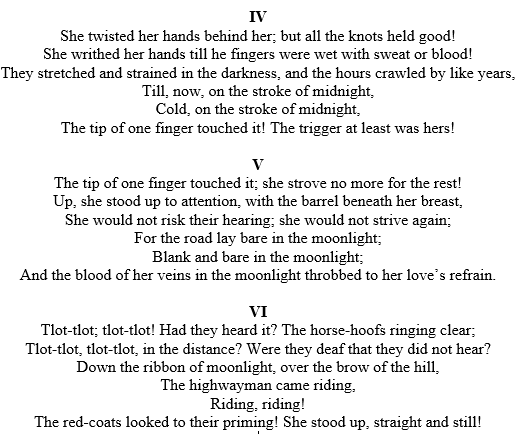 IV
She twisted her hands behind her; but all the knots held good!
She writhed her hands till he fingers were wet with sweat or blood!
They stretched and strained in the darkness, and the hours crawled by like years,
Till, now, on the stroke of midnight,
Cold, on the stroke of midnight,
The tip of one finger touched it! The trigger at least was hers!
V
The tip of one finger touched it; she strove no more for the rest!
Up, she stood up to attention, with the barrel beneath her breast,
She would not risk their hearing; she would not strive again;
For the road lay bare in the moonlight;
Blank and bare in the moonlight;
And the blood of her veins in the moonlight throbbed to her love’s refrain.
VI
Tlot-tlot; tlot-tlot! Had they heard it? The horse-hoofs ringing clear;
Tlot-tlot, tlot-tlot, in the distance? Were they deaf that they did not hear?
Down the ribbon of moonlight, over the brow of the hill,
The highwayman came riding,
Riding, riding!
The red-coats looked to their priming! She stood up, straight and still!